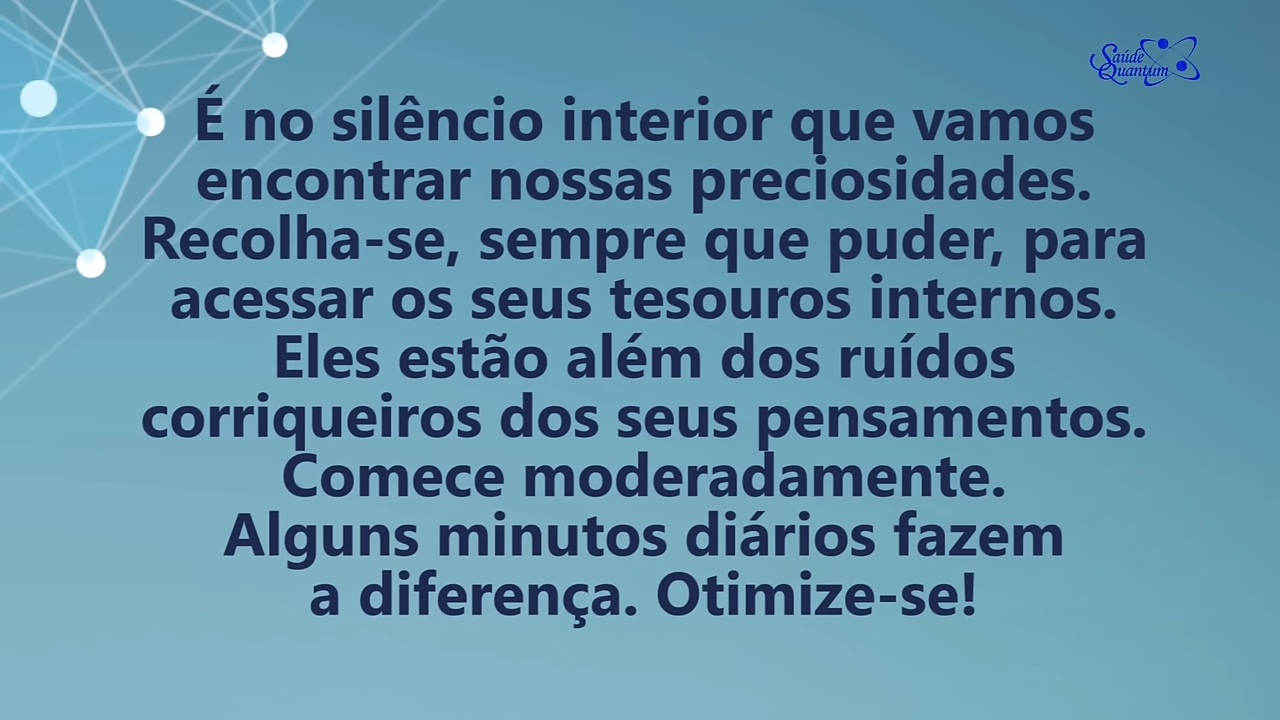 Saúde
Quantum
É no silêncio interior que vamos
encontrar nossas preciosidades.
Recolha-se, sempre que puder, para
acessar os seus tesouros internos.
Eles estão além dos ruídos
corriqueiros dos seus pensamentos.
Comece moderadamente.
Alguns minutos diários fazem
a diferença. Otimize-se!